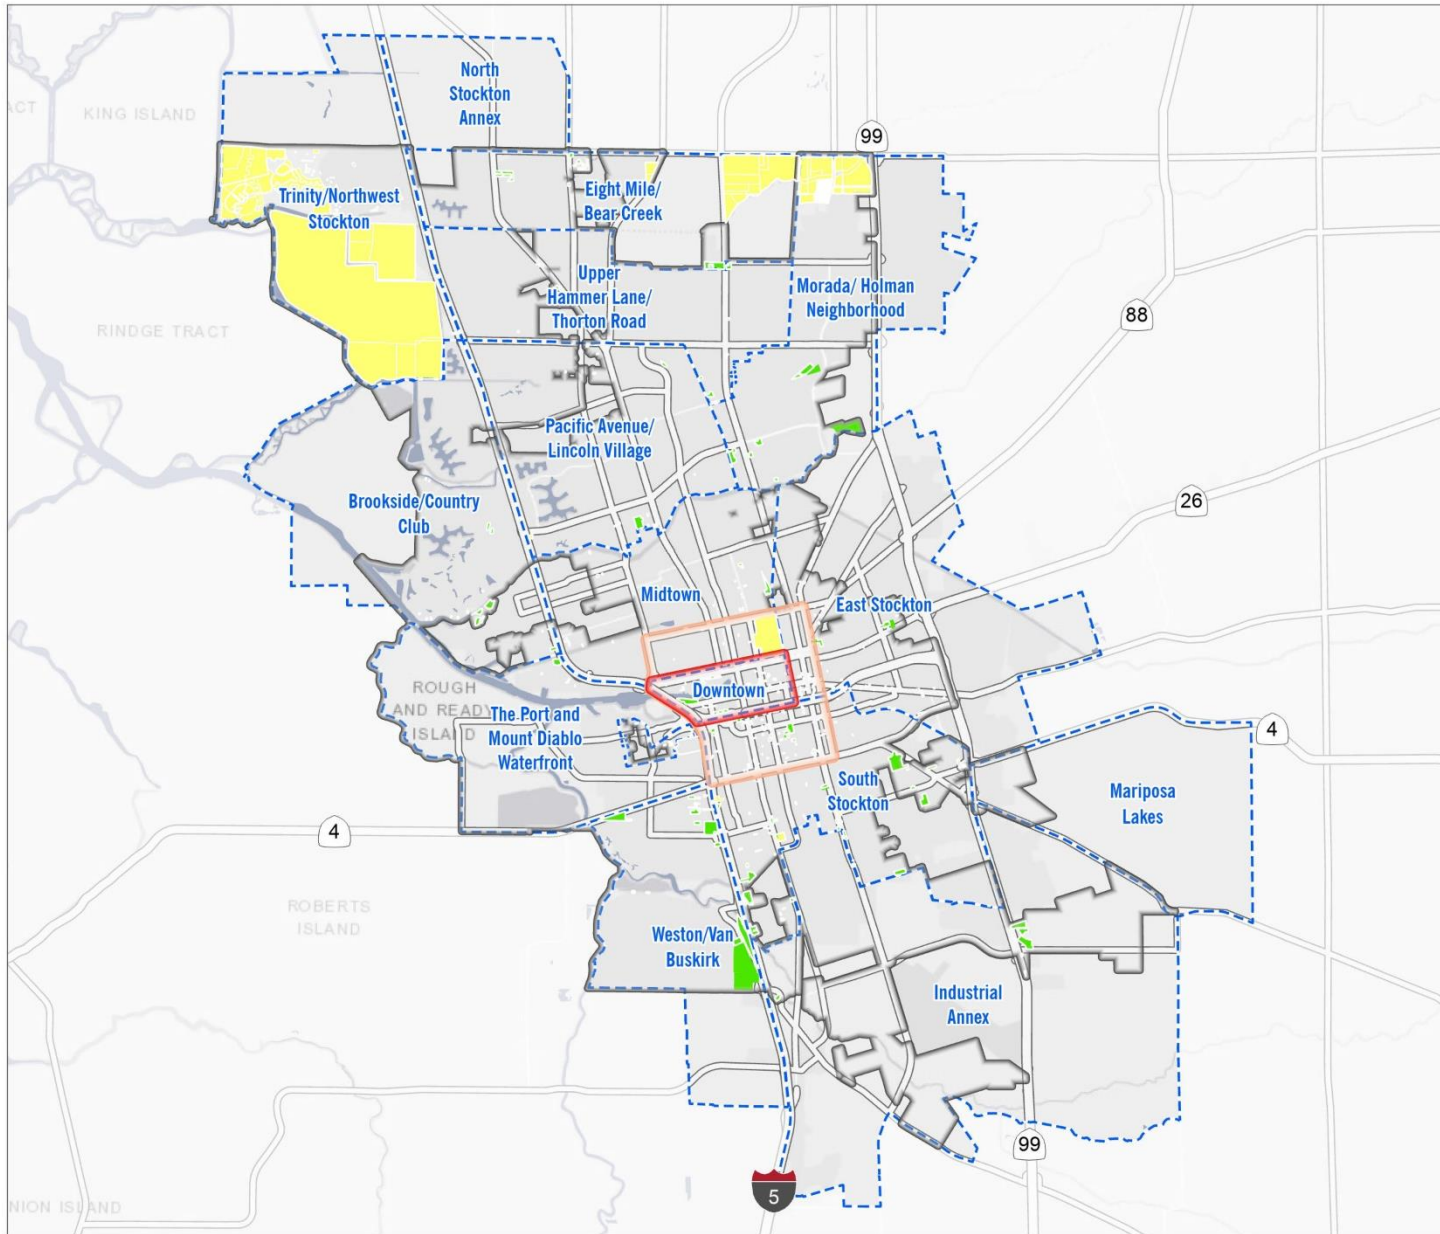 North
Stockton
Annex
ACT
KING ISLAND
99
Trinity/Northwest
Stockton
Eight Mile/
Bear Creek
Upper
Hammer Lane/
Thorton Road
Morada/ Holman
Neighborhood
88
RINDGE TRACT
Pacific Avenue/
Lincoln Village
Brookside/Country
Club
26
Midtown
East Stockton
ROUGH
AND READY
ISLAND
Downtown
The Port and
Mount Diablo
Waterfront
4
South
Stockton
Mariposa
Lakes
4
ROBERTS
ISLAND
Weston/Van
Buskirk
Industrial
Annex
99
5
NION ISLAND